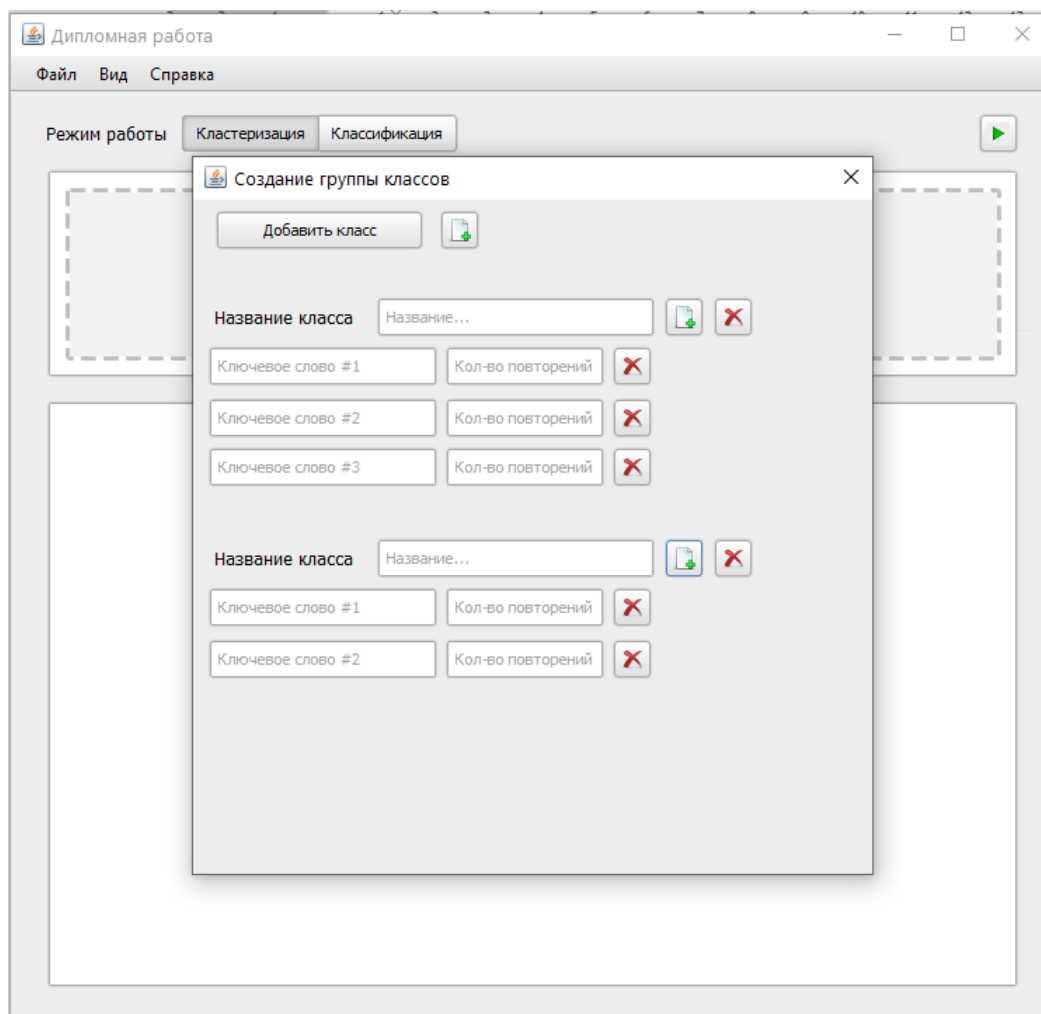 Дипломная работа
Файл Вид Справка
Режим работы Кластеризация Классификация
Создание группы классов
Добавить класс
Название класса Название...
Ключевое слово #1 Кол-во повторений
Ключевое слово #2 Кол-во повторений
Ключевое слово #3 Кол-во повторений
Название класса Название...
Ключевое слово #1 Кол-во повторений
Ключевое слово #2 Кол-во повторений